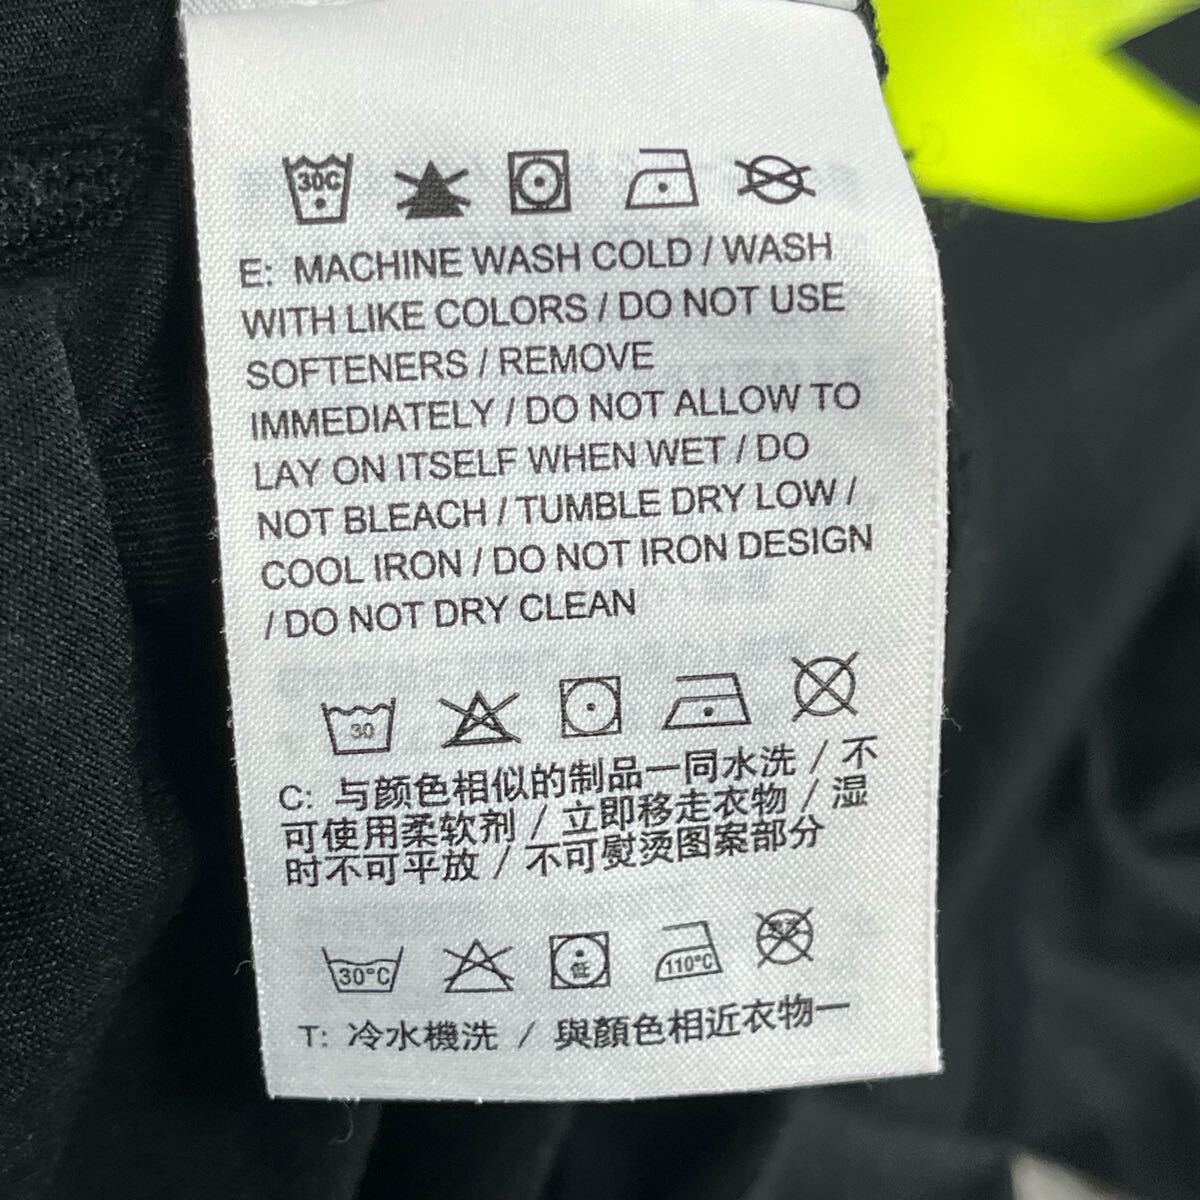 30C
E: MACHINE WASH COLD / WASH
WITH LIKE COLORS / DO NOT USE
SOFTENERS / REMOVE
IMMEDIATELY / DO NOT ALLOW TO
LAY ON ITSELF WHEN WET / DO
NOT BLEACH / TUMBLE DRY LOW /
COOL IRON / DO NOT IRON DESIGN
/ DO NOT DRY CLEAN
30
C: 与颜色相似的制品一同水洗 / 不
可使用柔软剂 / 立即移走衣物 / 湿
时不可平放 / 不可熨烫图案部分
30°C 低 110°C
T: 冷水機洗 / 與顏色相近衣物一